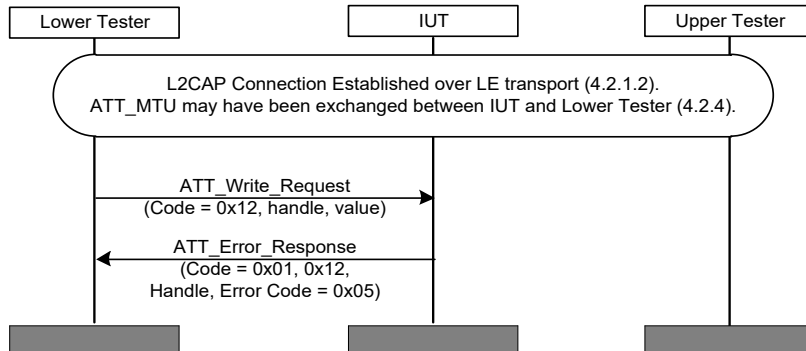 Lower Tester
IUT
Upper Tester
L2CAP Connection Established over LE transport (4.2.1.2).
ATT_MTU may have been exchanged between IUT and Lower Tester (4.2.4).
ATT_Write_Request
(Code = 0x12, handle, value)
ATT_Error_Response
(Code = 0x01, 0x12,
Handle, Error Code = 0x05)